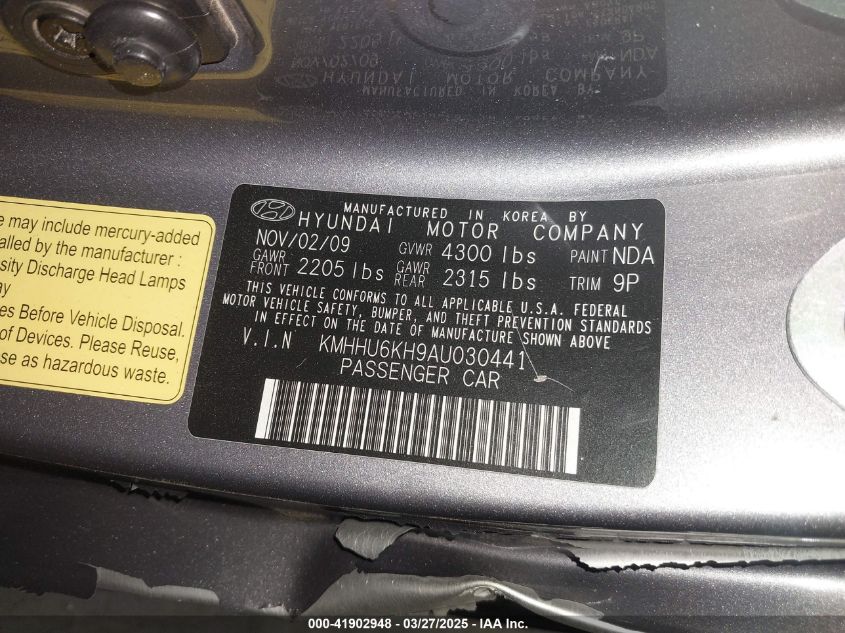 MANUFACTURED IN KOREA BY
HYUNDAI MOTOR COMPANY
NOV/02/09 GVWR 4300 lbs PAINT NDA
GAWR FRONT 2205 lbs GAWR REAR 2315 lbs TRIM 9P
THIS VEHICLE CONFORMS TO ALL APPLICABLE U.S.A. FEDERAL
MOTOR VEHICLE SAFETY, BUMPER, AND THEFT PREVENTION STANDARDS
IN EFFECT ON THE DATE OF MANUFACTURE SHOWN ABOVE
V.I.N KMHHU6KH9AU030441
PASSENGER CAR
e may include mercury-added
alled by the manufacturer :
sity Discharge Head Lamps
ay
es Before Vehicle Disposal.
of Devices. Please Reuse,
e as hazardous waste.
000-41902948 - 03/27/2025 - IAA Inc.